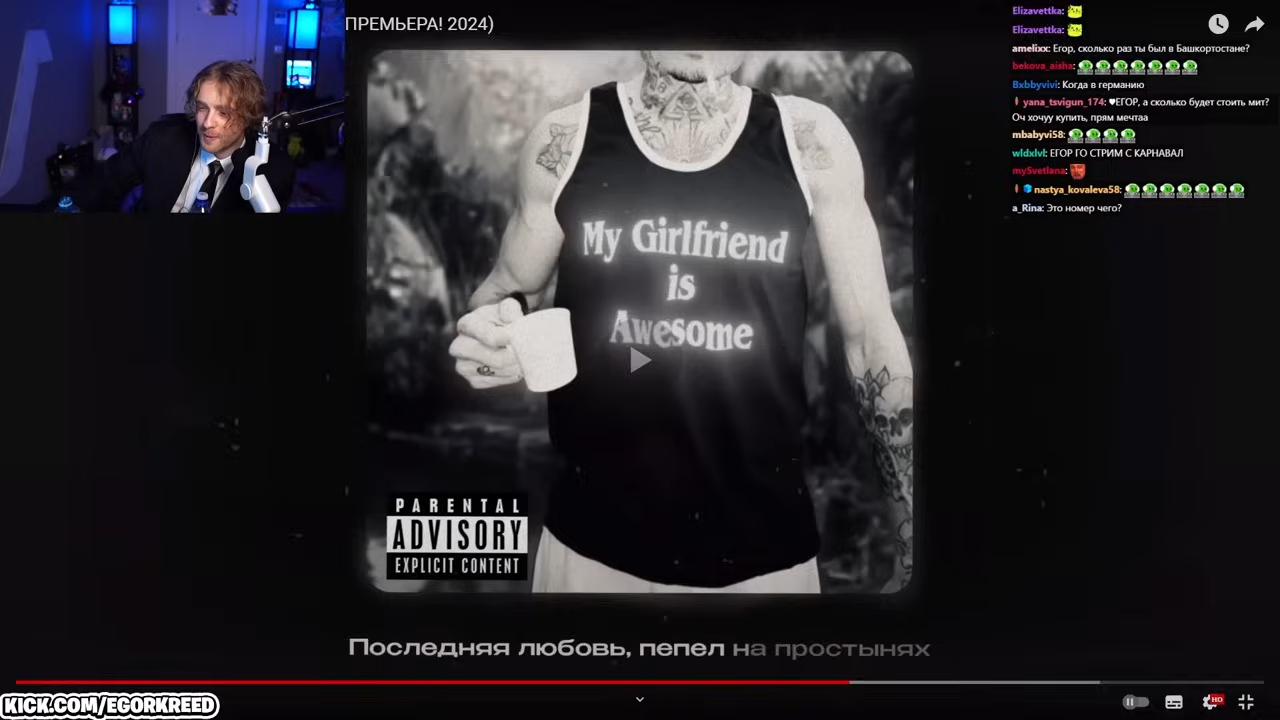 ПРЕМЬЕРА! 2024)
Elizavettka:
Elizavettka:
amelixx: Егор, сколько раз ты был в Башкортостане?
bekova_aisha:
Bxbbyvivi: Когда в германию
yana_tsvigun_174: ♥ЕГОР, а сколько будет стоить мит?
Оч хочуу купить, прям мечтаа
mbabyvi58:
wldxlvl: ЕГОР ГО СТРИМ С КАРНАВАЛ
mySvetlana:
nastya_kovaleva58:
a_Rina: Это номер чего?
My Girlfriend
is
Awesome
PARENTAL
ADVISORY
EXPLICIT CONTENT
Последняя любовь, пепел на простынях
KICK.COM/EGORKREED
HD